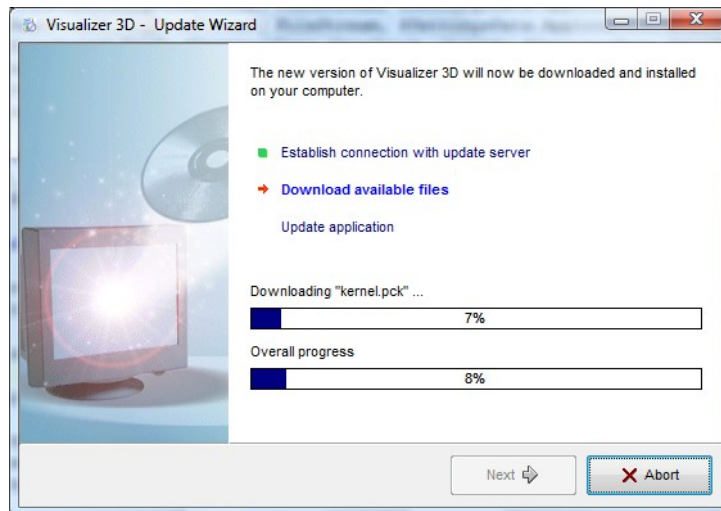 Visualizer 3D - Update Wizard
The new version of Visualizer 3D will now be downloaded and installed
on your computer.
Establish connection with update server
Download available files
Update application
Downloading "kernel.pck" ...
7%
Overall progress
8%
Next
Abort